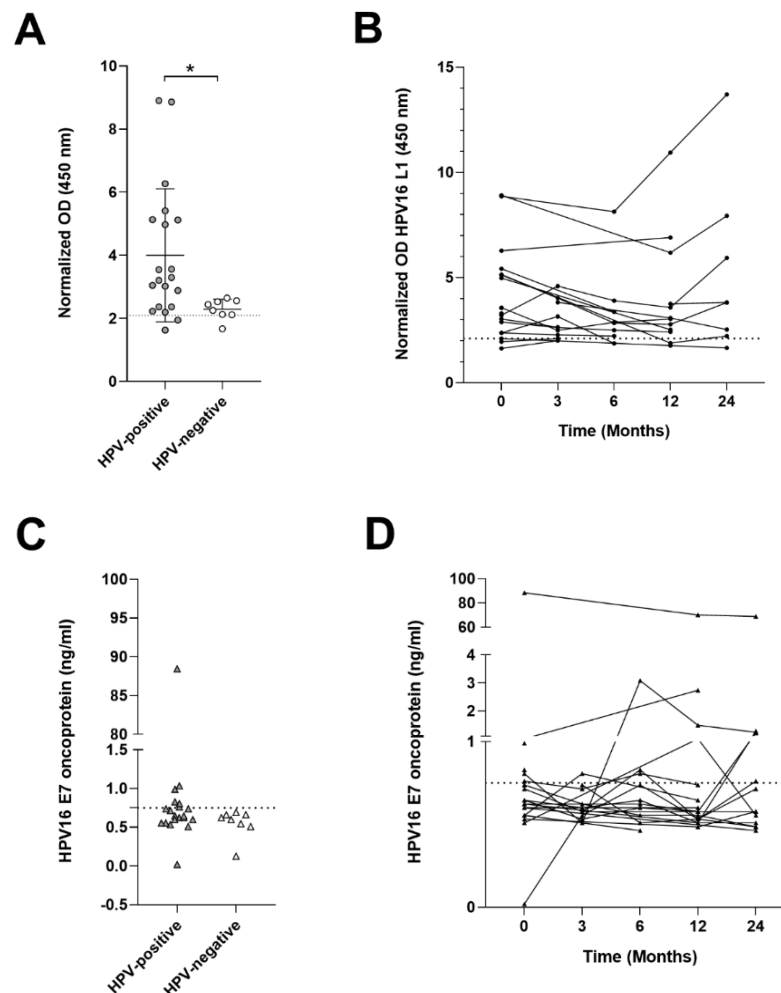 A
Normalized OD (450 nm)
10
8
6
4
2
0
*
HPV-positive
HPV-negative
B
Normalized OD HPV16 L1 (450 nm)
15
10
5
0
0 3 6 12 24
Time (Months)
C
HPV16 E7 oncoprotein (ng/ml)
100
95
90
85
80
1.5
1.0
0.5
0.0
-0.5
HPV-positive
HPV-negative
D
HPV16 E7 oncoprotein (ng/ml)
100
80
60
4
3
2
1
0
0 3 6 12 24
Time (Months)